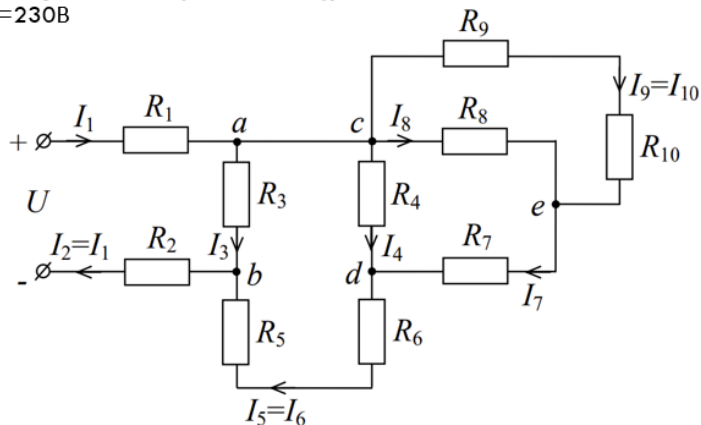 =230В
R9
I9=I10
I1 R1 a c I8 R8
+
R10
U R3 R4 e
I2=I1 R2 I3 I4 R7
- b d
I7
R5 R6
I5=I6